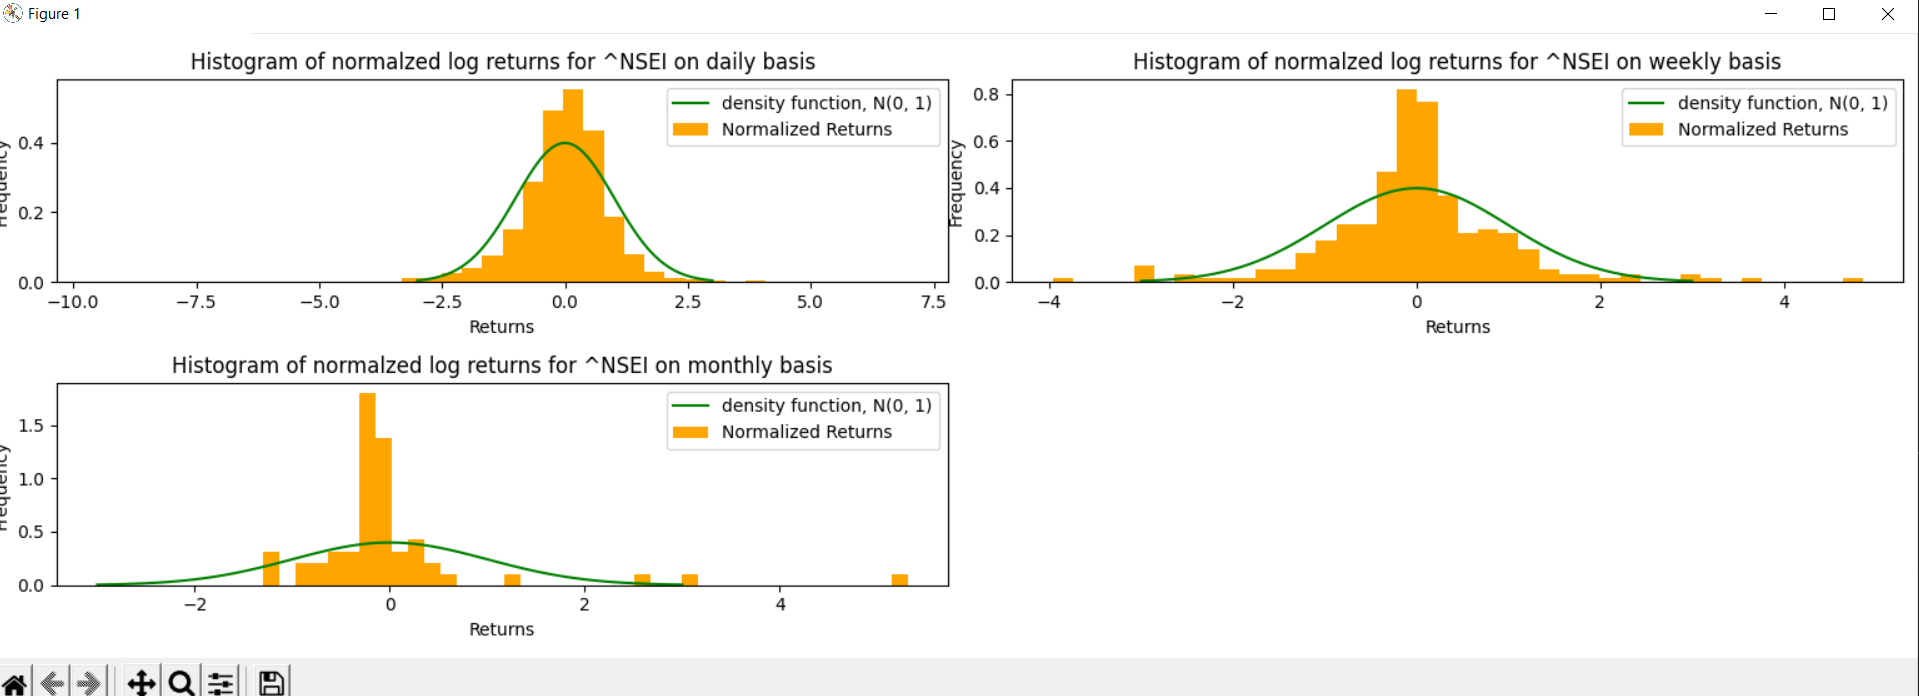 Figure 1
Histogram of normalzed log returns for ^NSEI on daily basis
density function, N(0, 1)
Normalized Returns
0.4
0.2
0.0
Frequency
−10.0 −7.5 −5.0 −2.5 0.0 2.5 5.0 7.5
Returns
Histogram of normalzed log returns for ^NSEI on weekly basis
density function, N(0, 1)
Normalized Returns
0.8
0.6
0.4
0.2
0.0
Frequency
−4 −2 0 2 4
Returns
Histogram of normalzed log returns for ^NSEI on monthly basis
density function, N(0, 1)
Normalized Returns
1.5
1.0
0.5
0.0
Frequency
−2 0 2 4
Returns